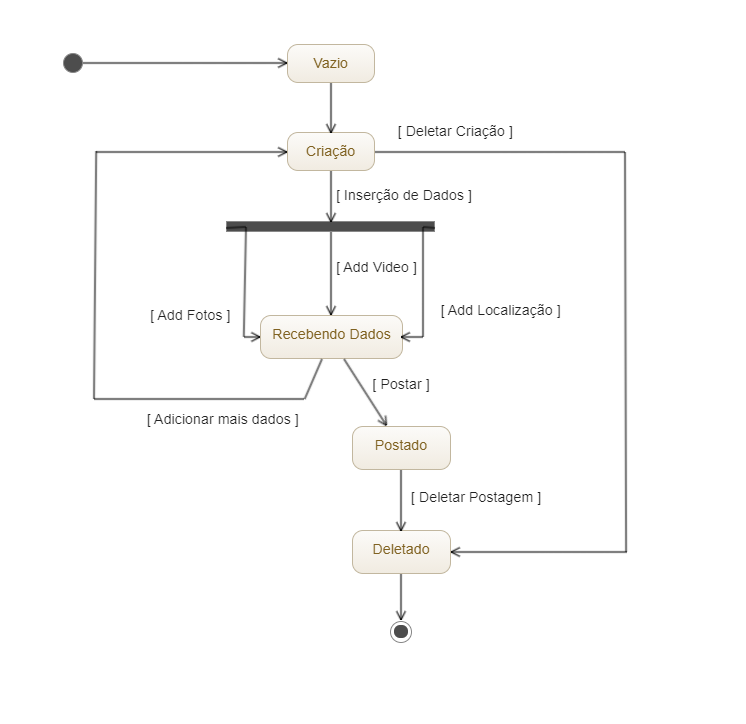 Vazio
[ Deletar Criação ]
Criação
[ Inserção de Dados ]
[ Add Video ]
[ Add Fotos ]
[ Add Localização ]
Recebendo Dados
[ Postar ]
[ Adicionar mais dados ]
Postado
[ Deletar Postagem ]
Deletado